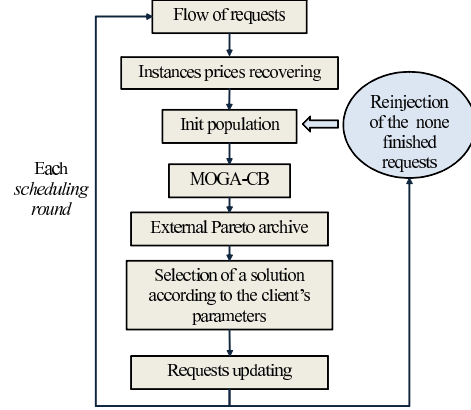 Flow of requests
Instances prices recovering
Init population
Reinjection
of the none
finished
requests
Each
scheduling
round
MOGA-CB
External Pareto archive
Selection of a solution
according to the client's
parameters
Requests updating